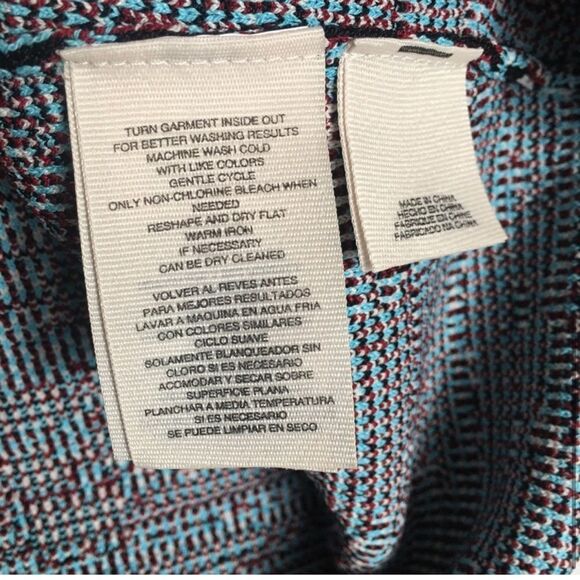 TURN GARMENT INSIDE OUT
FOR BETTER WASHING RESULTS
MACHINE WASH COLD
WITH LIKE COLORS
GENTLE CYCLE
ONLY NON-CHLORINE BLEACH WHEN
NEEDED
RESHAPE AND DRY FLAT
WARM IRON
IF NECESSARY
CAN BE DRY CLEANED
VOLVER AL REVES ANTES
PARA MEJORES RESULTADOS
LAVAR A MAQUINA EN AGUA FRIA
CON COLORES SIMILARES
CICLO SUAVE
SOLAMENTE BLANQUEADOR SIN
CLORO SI ES NECESARIO
ACOMODAR Y SECAR SOBRE
SUPERFICIE PLANA
PLANCHAR A MEDIA TEMPERATURA
SI ES NECESARIO
SE PUEDE LIMPIAR EN SECO
MADE IN CHINA
HECHO EN CHINA
FABRIQUE EN CHINE
FABRICADO NA CHINA